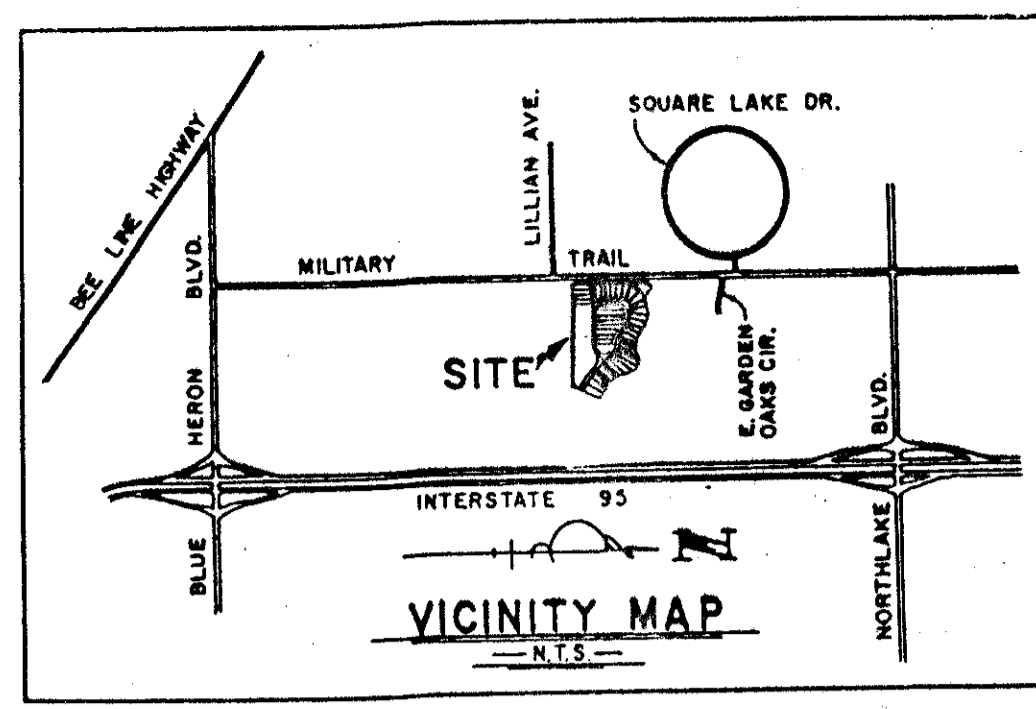 SQUARE LAKE DR.
LILLIAN AVE.
BEE LINE HIGHWAY
MILITARY TRAIL
BLUE HERON BLVD.
SITE
E. GARDEN
OAKS CIR.
NORTHLAKE BLVD.
INTERSTATE 95
N
VICINITY MAP
N.T.S.